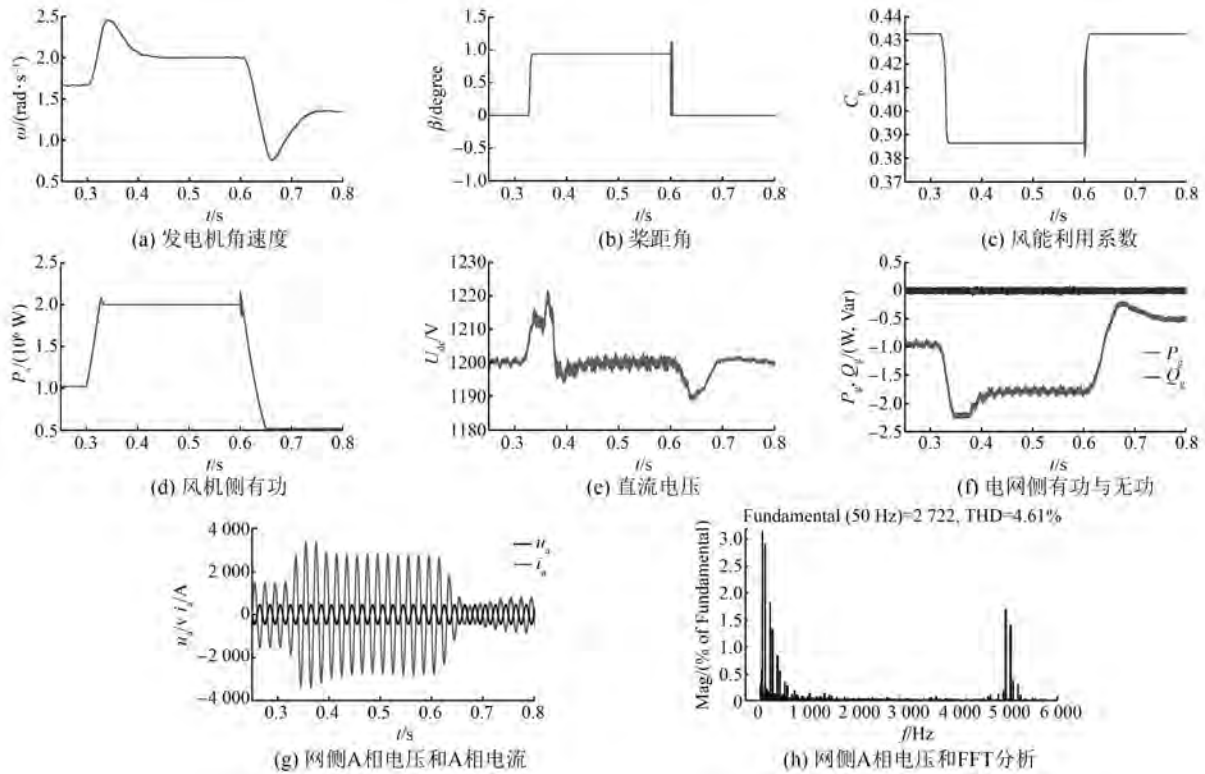 2.5
2.0
1.5
1.0
0.5
0.3 0.4 0.5 0.6 0.7 0.8
ω/(rad·s⁻¹)
t/s
(a) 发电机角速度
1.5
1.0
0.5
0
−0.5
−1.0
0.3 0.4 0.5 0.6 0.7 0.8
β/degree
t/s
(b) 桨距角
0.44
0.43
0.42
0.41
0.40
0.39
0.38
0.37
0.3 0.4 0.5 0.6 0.7 0.8
Cp
t/s
(c) 风能利用系数
2.5
2.0
1.5
1.0
0.5
0.3 0.4 0.5 0.6 0.7 0.8
Ps/(10⁶ W)
t/s
(d) 风机侧有功
1230
1220
1210
1200
1190
1180
0.3 0.4 0.5 0.6 0.7 0.8
Udc/V
t/s
(e) 直流电压
0.5
0
−0.5
−1.0
−1.5
−2.0
−2.5
0.3 0.4 0.5 0.6 0.7 0.8
Pg, Qg/(W, Var)
Pg
Qg
t/s
(f) 电网侧有功与无功
4 000
2 000
0
−2 000
−4 000
0.3 0.4 0.5 0.6 0.7 0.8
ua/v ia/A
ua
ia
t/s
(g) 网侧A相电压和A相电流
Fundamental (50 Hz)=2 722, THD=4.61%
3.0
2.5
2.0
1.5
1.0
0.5
0
0 1 000 2 000 3 000 4 000 5 000 6 000
Mag/(% of Fundamental)
f/Hz
(h) 网侧A相电压和FFT分析